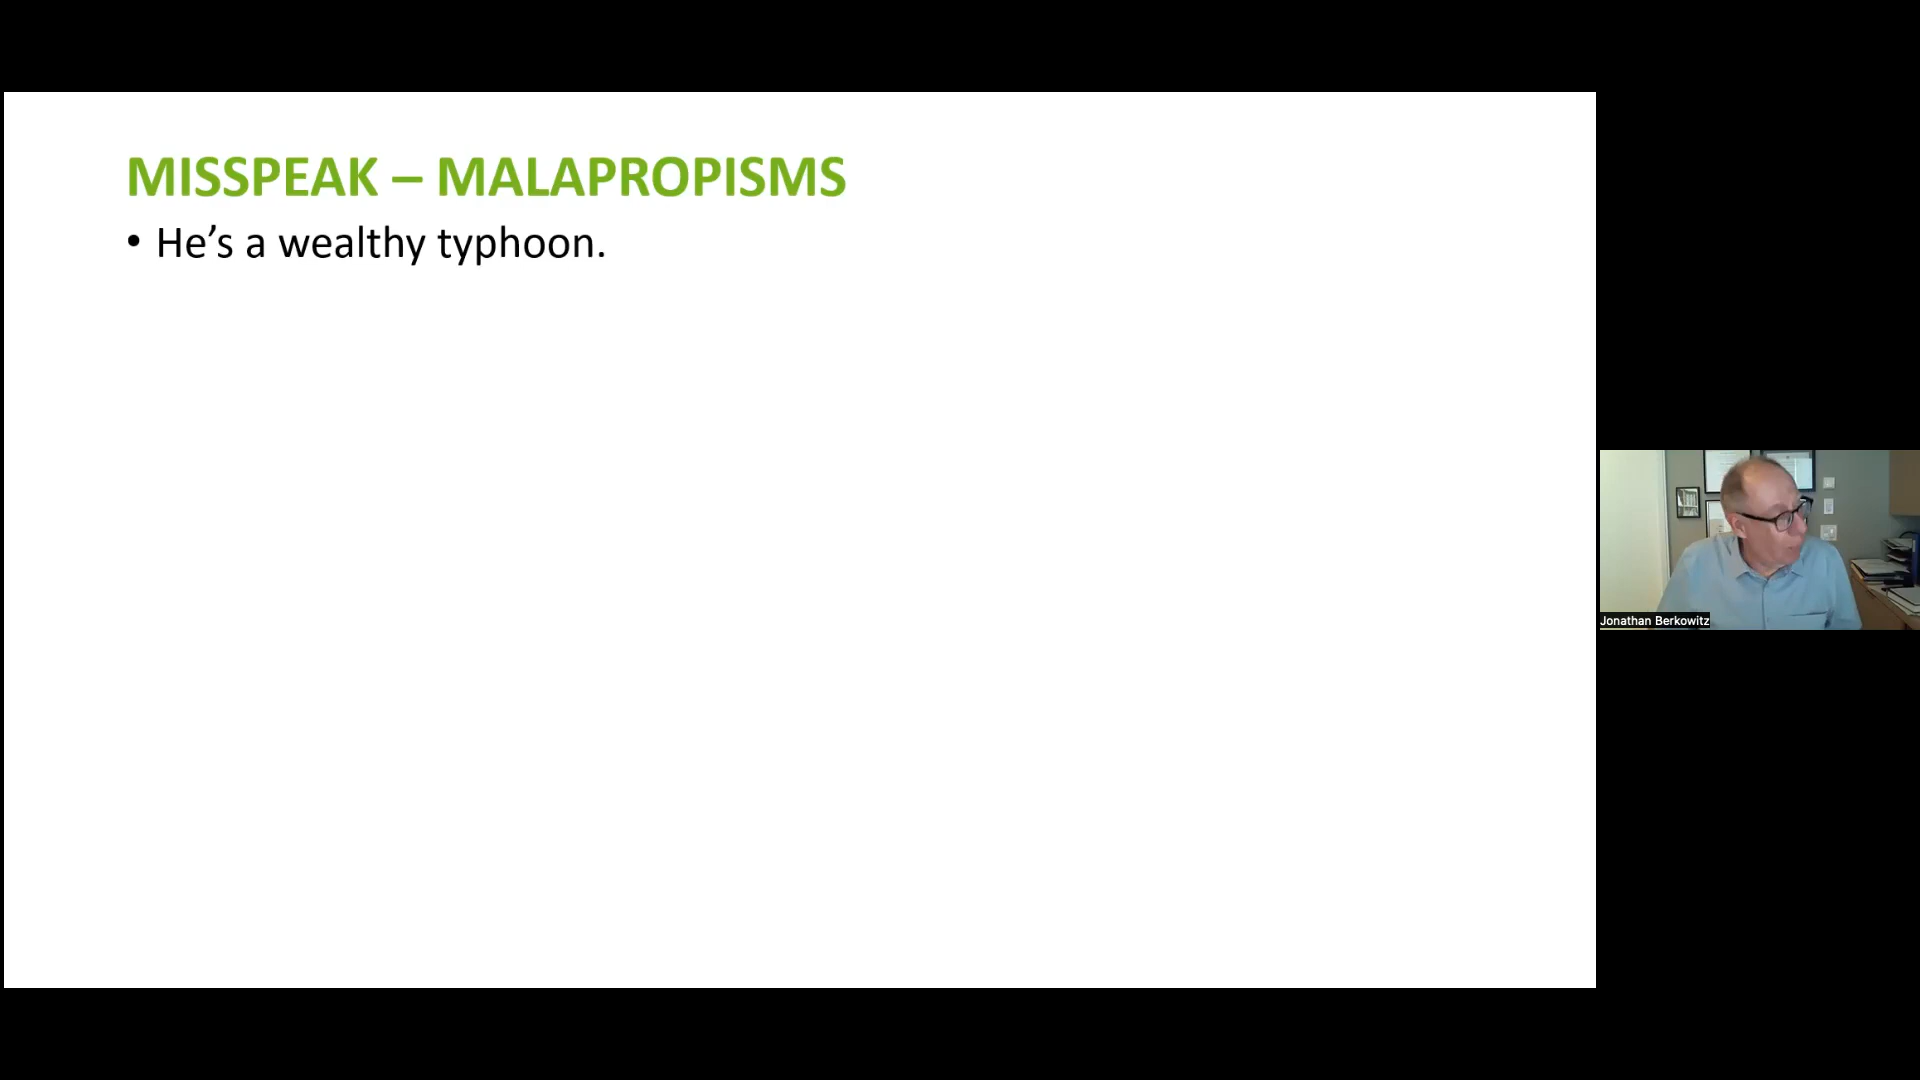 MISSPEAK – MALAPROPISMS
• He’s a wealthy typhoon.
Jonathan Berkowitz